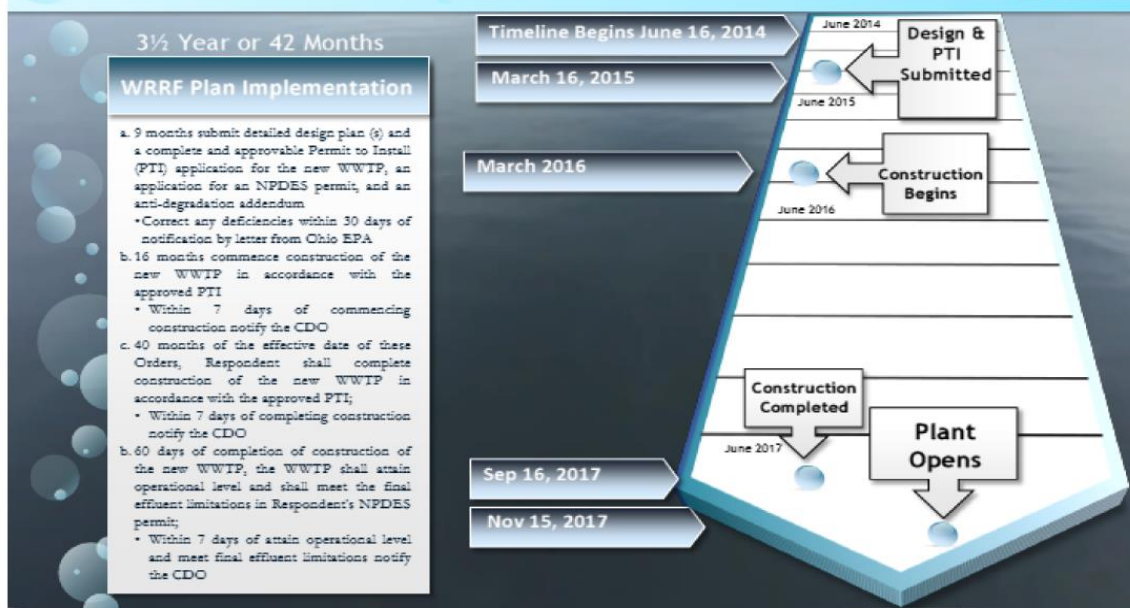 3½ Year or 42 Months
WRRF Plan Implementation
a. 9 months submit detailed design plan (s) and
a complete and approvable Permit to Install
(PTI) application for the new WWTP, an
application for an NPDES permit, and an
anti-degradation addendum
•Correct any deficiencies within 30 days of
notification by letter from Ohio EPA
b. 16 months commence construction of the
new WWTP in accordance with the
approved PTI
• Within 7 days of commencing
construction notify the CDO
c. 40 months of the effective date of these
Orders, Respondent shall complete
construction of the new WWTP in
accordance with the approved PTI;
• Within 7 days of completing construction
notify the CDO
b. 60 days of completion of construction of
the new WWTP, the WWTP shall attain
operational level and shall meet the final
effluent limitations in Respondent's NPDES
permit;
• Within 7 days of attain operational level
and meet final effluent limitations notify
the CDO
Timeline Begins June 16, 2014
March 16, 2015
March 2016
Sep 16, 2017
Nov 15, 2017
June 2014
Design &
PTI
Submitted
June 2015
Construction
Begins
June 2016
Construction
Completed
June 2017
Plant
Opens